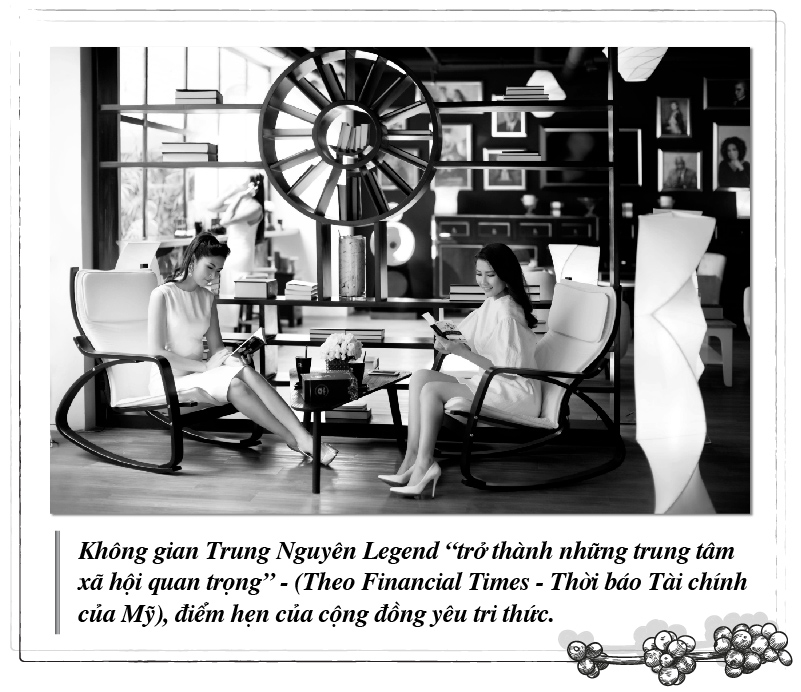 Không gian Trung Nguyên Legend “trở thành những trung tâm
xã hội quan trọng” - (Theo Financial Times - Thời báo Tài chính
của Mỹ), điểm hẹn của cộng đồng yêu tri thức.